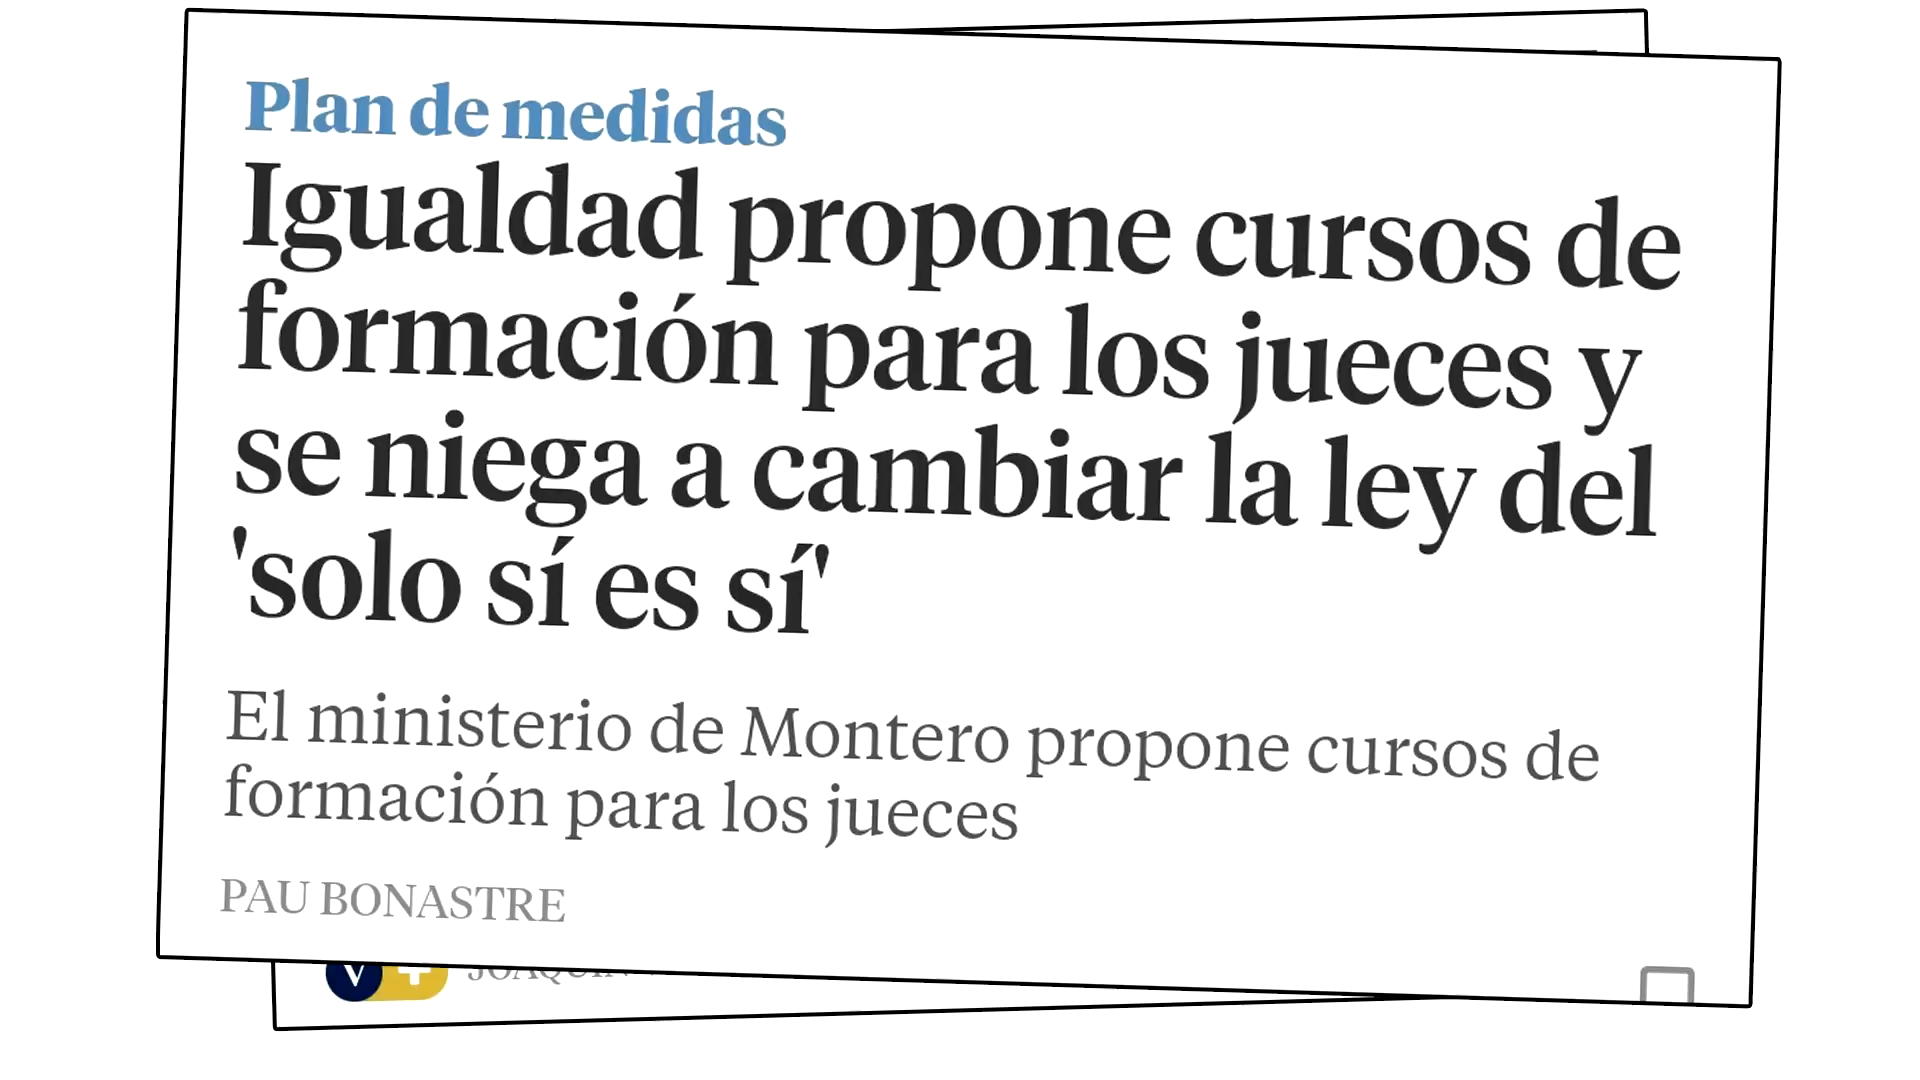 Plan de medidas
Igualdad propone cursos de
formación para los jueces y
se niega a cambiar la ley del
'solo sí es sí'
El ministerio de Montero propone cursos de
formación para los jueces
PAU BONASTRE
V+